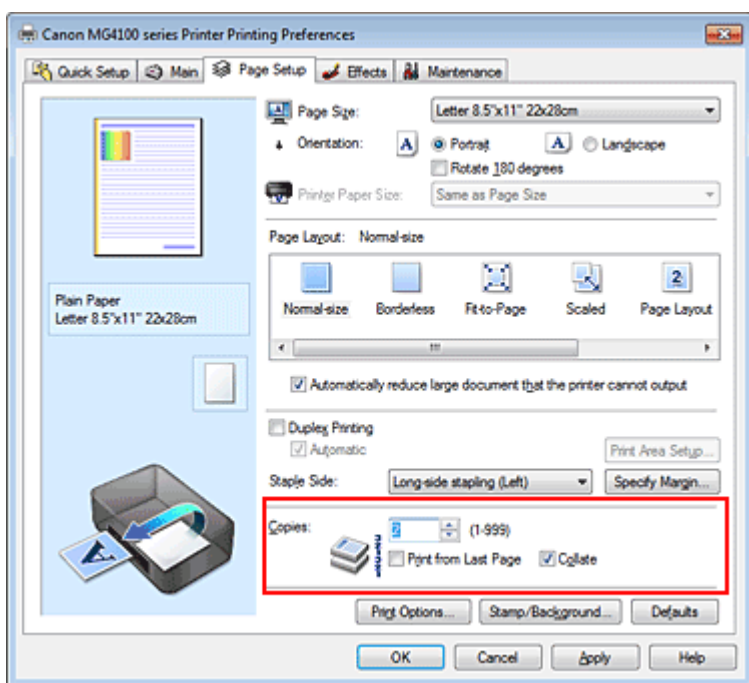 Canon MG4100 series Printer Printing Preferences
Quick Setup Main Page Setup Effects Maintenance
Page Size: Letter 8.5"x11" 22x28cm
Orientation: A Portrait A Landscape
Rotate 180 degrees
Printer Paper Size: Same as Page Size
Page Layout: Normal-size
2
Normal-size Borderless Fit-to-Page Scaled Page Layout
Plain Paper
Letter 8.5"x11" 22x28cm
Automatically reduce large document that the printer cannot output
Duplex Printing
Automatic Print Area Setup...
Staple Side: Long-side stapling (Left) Specify Margin...
Copies: 2 (1-999)
Print from Last Page Collate
A
Print Options... Stamp/Background... Defaults
OK Cancel Apply Help